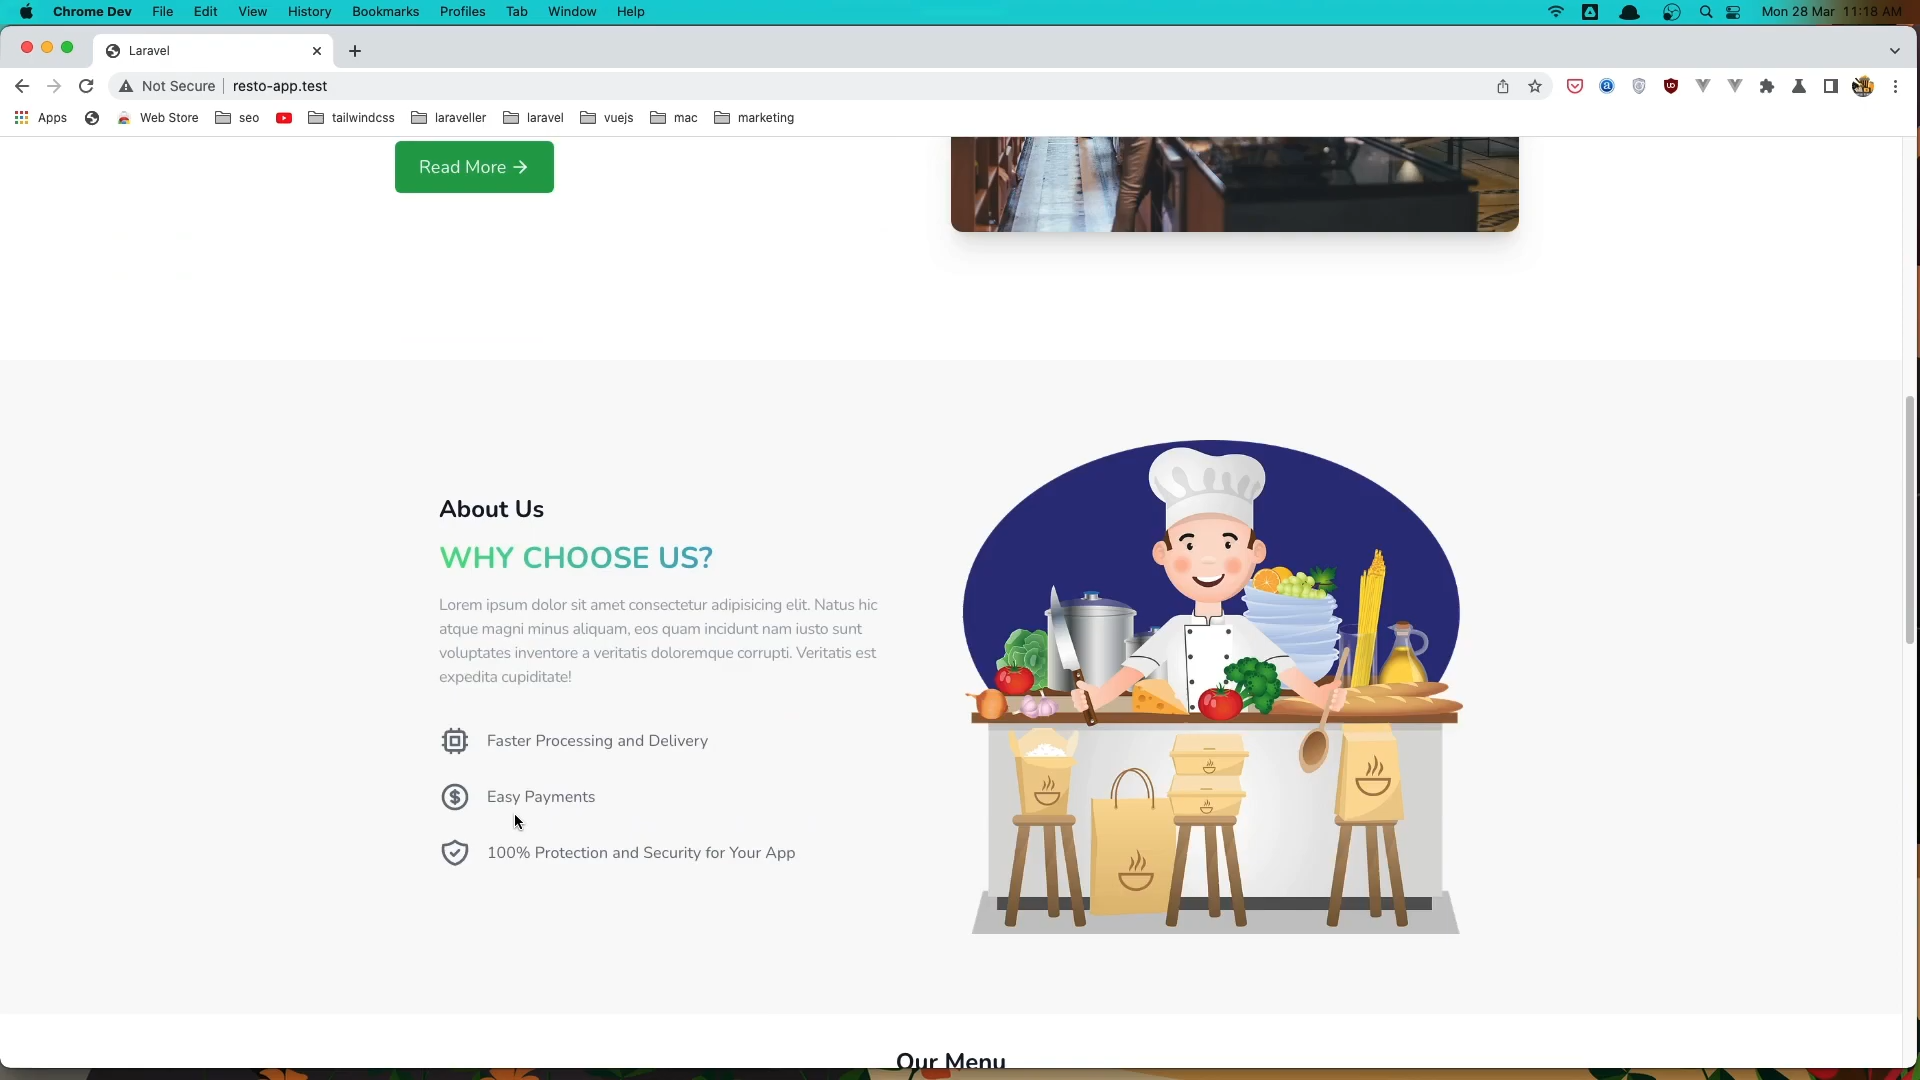 Chrome Dev File Edit View History Bookmarks Profiles Tab Window Help Mon 28 Mar 11:18 AM
Laravel
Not Secure resto-app.test
Apps Web Store seo tailwindcss laraveller laravel vuejs mac marketing
Read More →
About Us
WHY CHOOSE US?
Lorem ipsum dolor sit amet consectetur adipisicing elit. Natus hic
atque magni minus aliquam, eos quam incidunt nam iusto sunt
voluptates inventore a veritatis doloremque corrupti. Veritatis est
expedita cupiditate!
Faster Processing and Delivery
Easy Payments
100% Protection and Security for Your App
Our Menu